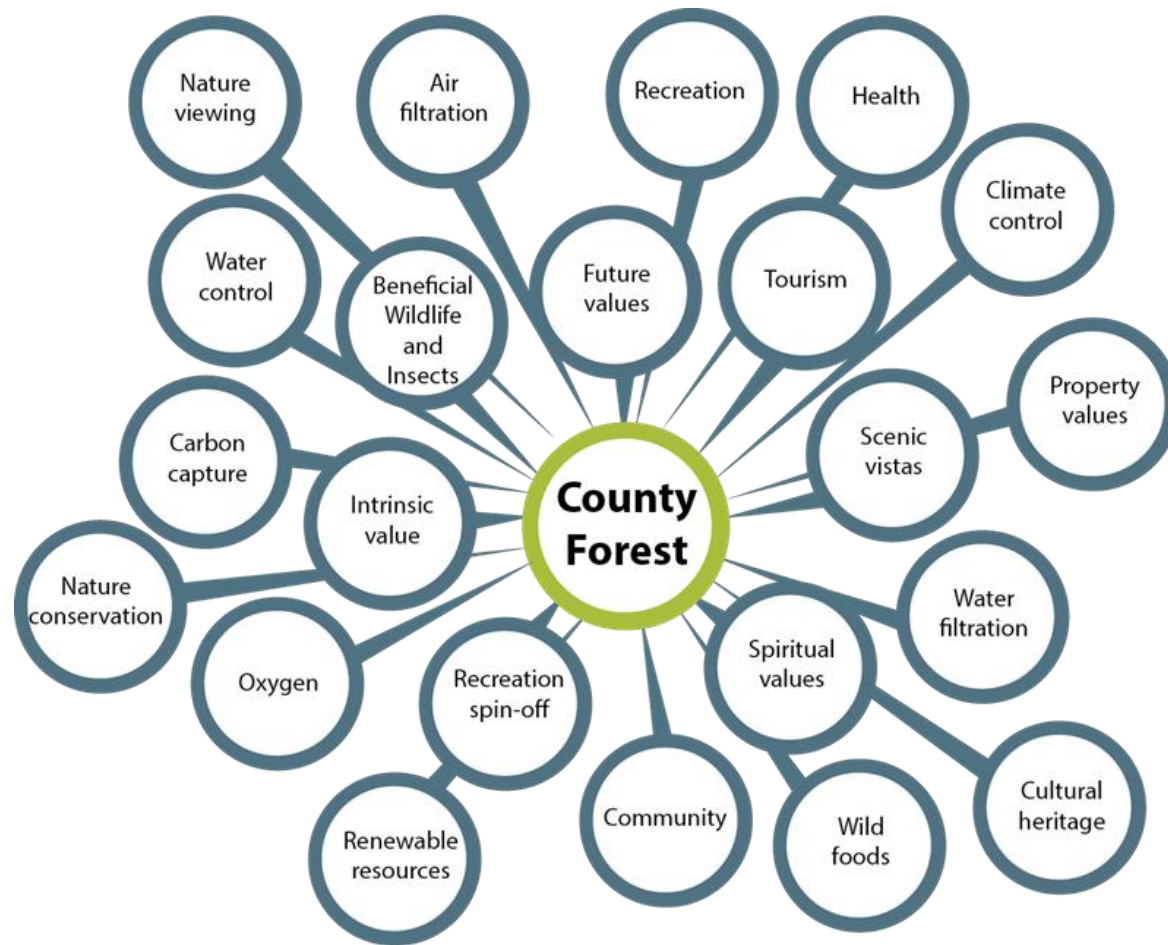 Nature
viewing
Air
filtration
Recreation
Health
Climate
control
Water
control
Beneficial
Wildlife
and
Insects
Future
values
Tourism
Property
values
Carbon
capture
Intrinsic
value
County
Forest
Scenic
vistas
Nature
conservation
Oxygen
Recreation
spin-off
Spiritual
values
Water
filtration
Renewable
resources
Community
Wild
foods
Cultural
heritage